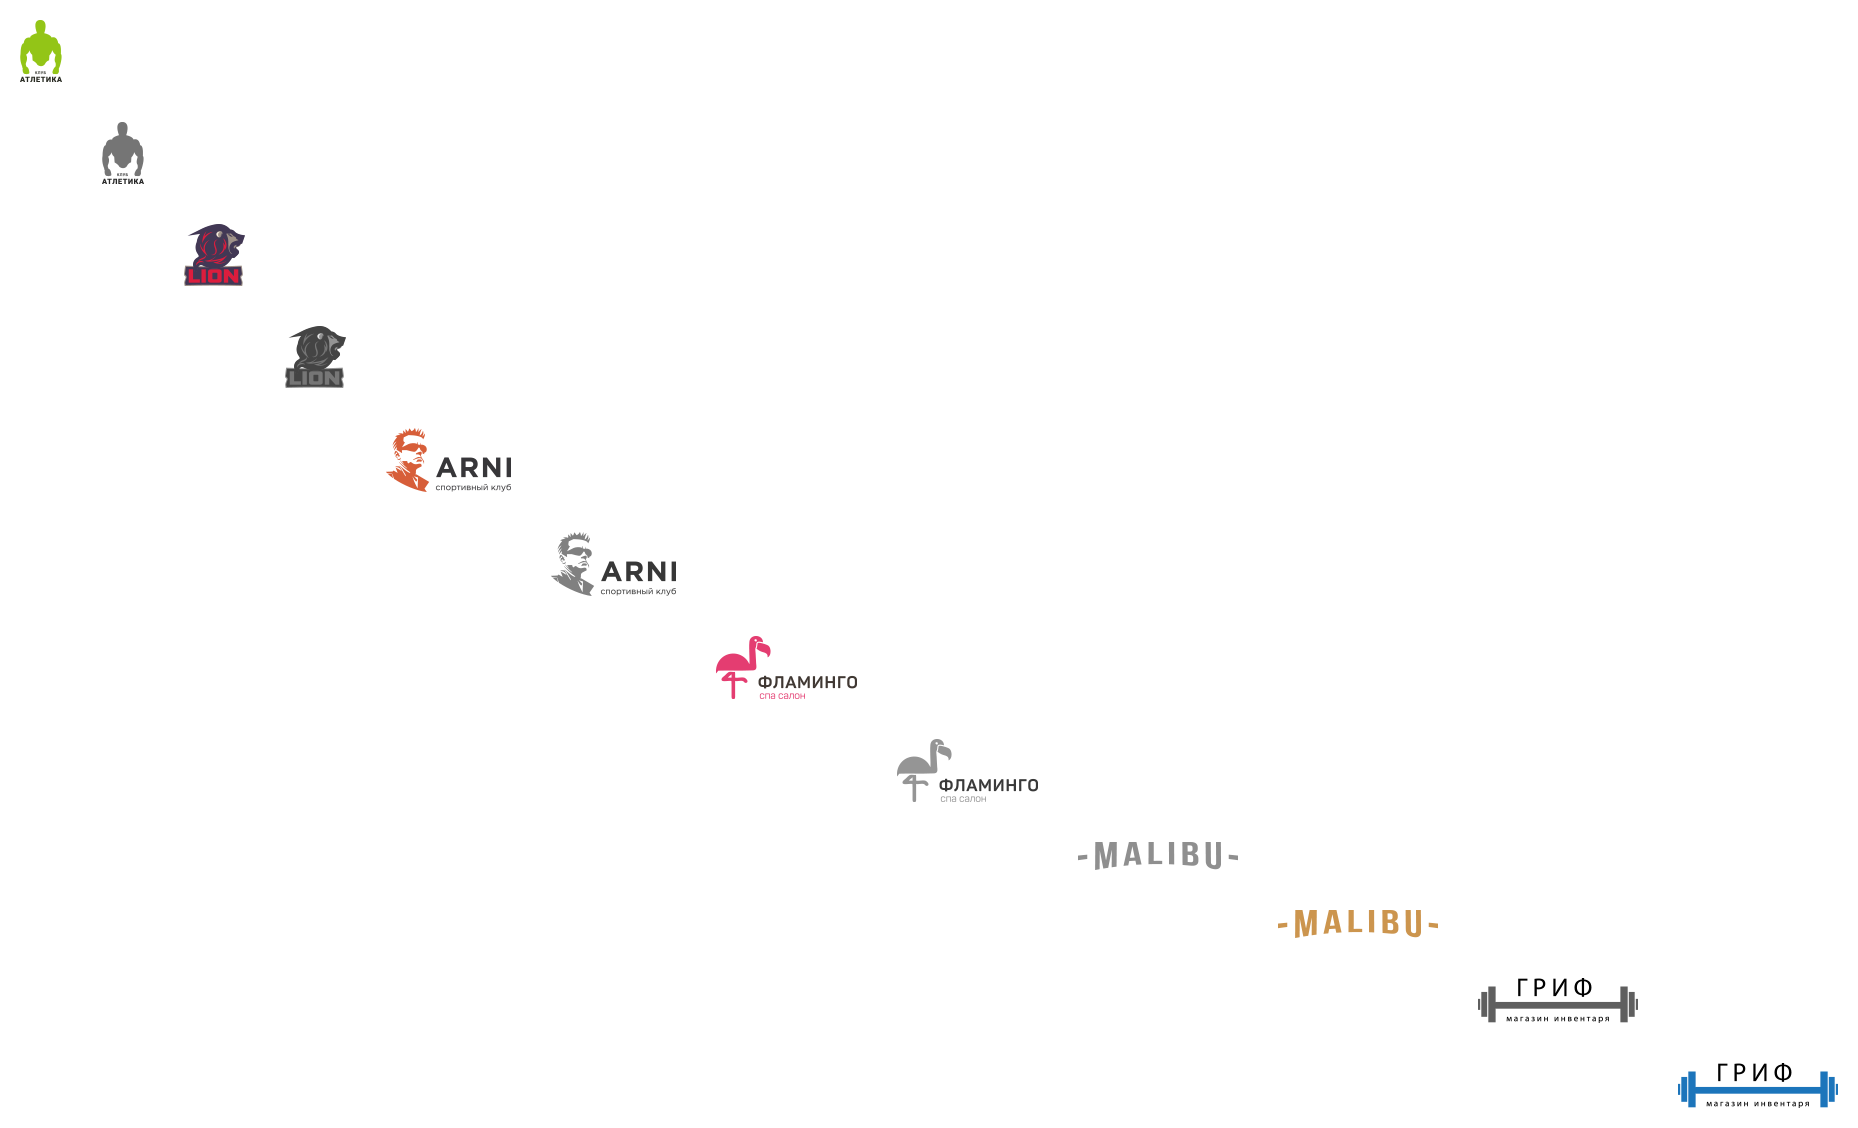 клуб
АТЛЕТИКА
клуб
АТЛЕТИКА
LION
LION
ARNI
спортивный клуб
ARNI
спортивный клуб
ФЛАМИНГО
спа салон
ФЛАМИНГО
спа салон
-MALIBU-
-MALIBU-
ГРИФ
магазин инвентаря
ГРИФ
магазин инвентаря